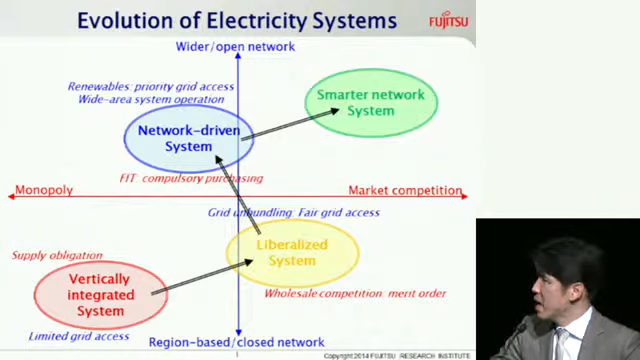 Evolution of Electricity Systems
FUJITSU
Wider/open network
Renewables: priority grid access
Wide-area system operation
Smarter network
System
Network-driven
System
FIT: compulsory purchasing
Monopoly
Market competition
Grid unbundling: Fair grid access
Supply obligation
Liberalized
System
Vertically
integrated
System
Wholesale competition: merit order
Limited grid access
Region-based/closed network
Copyright 2014 FUJITSU RESEARCH INSTITUTE